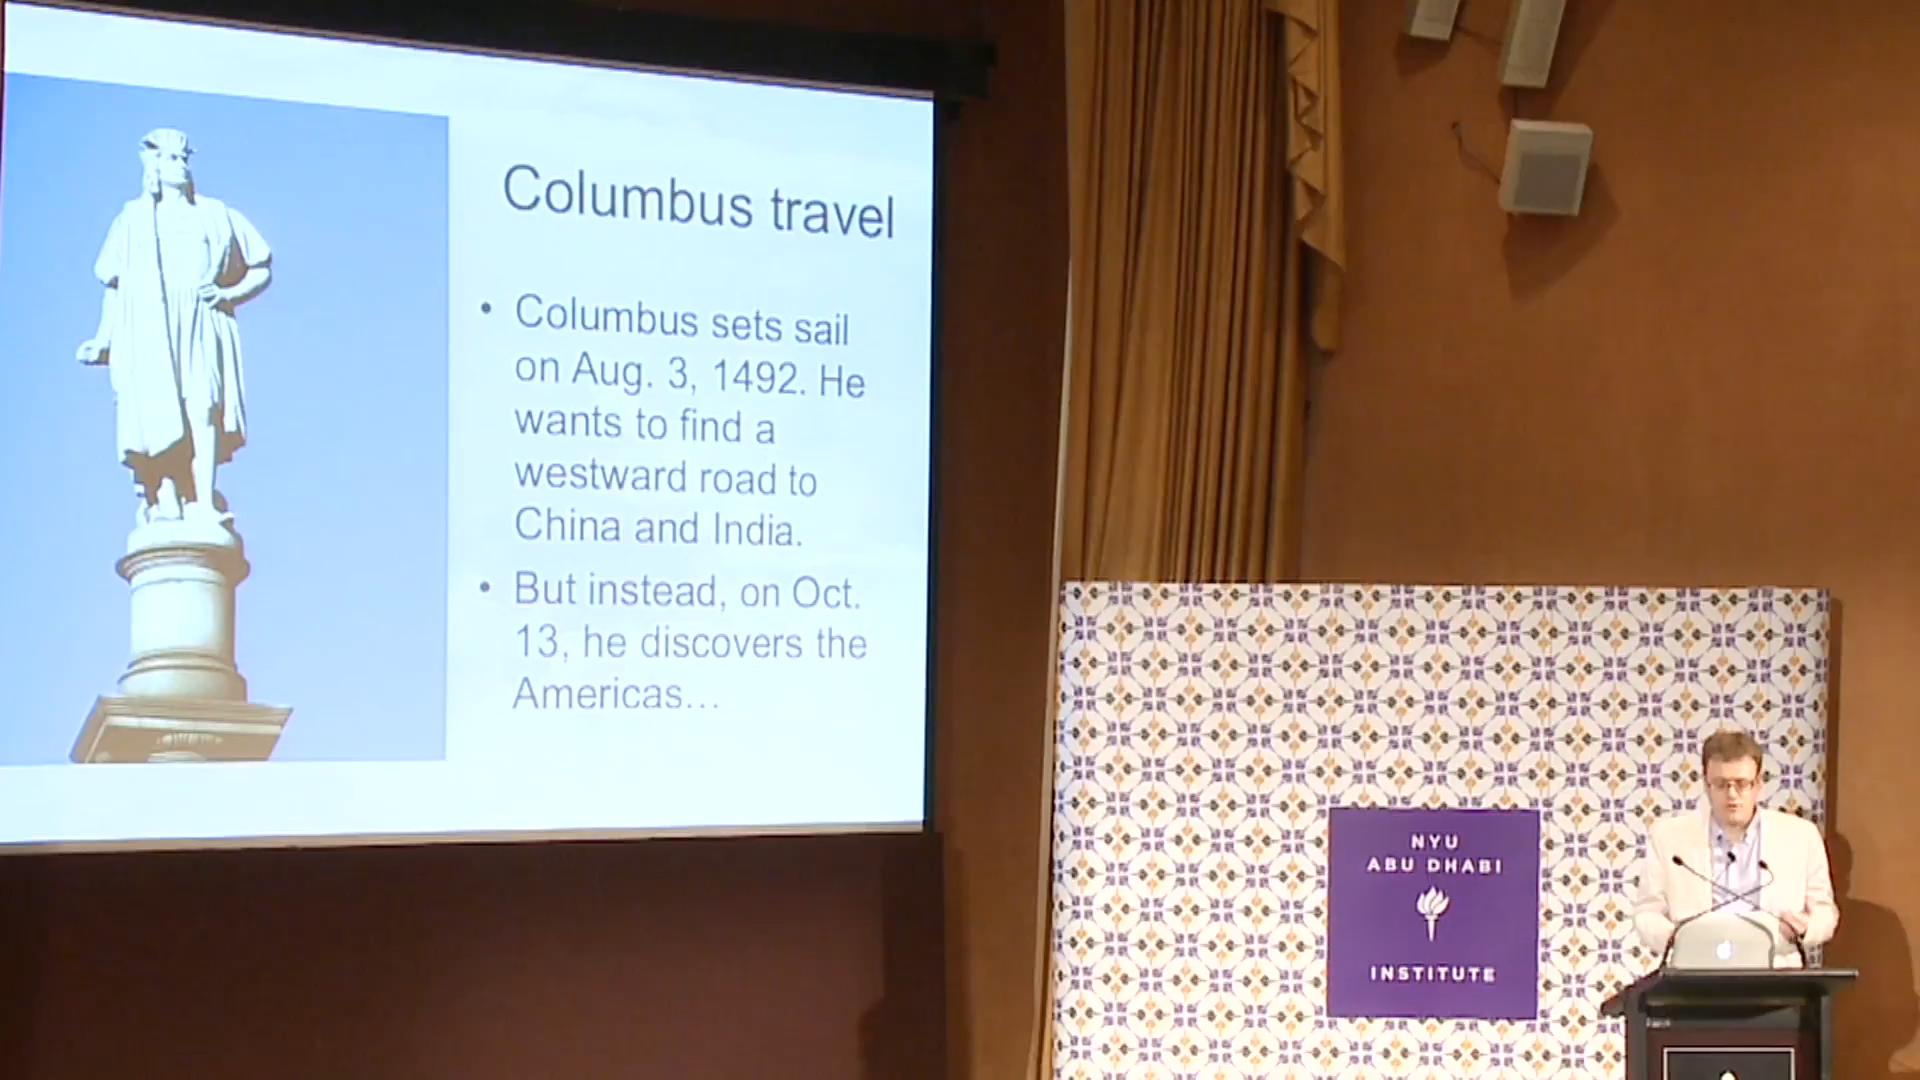 Columbus travel
• Columbus sets sail
on Aug. 3, 1492. He
wants to find a
westward road to
China and India.
• But instead, on Oct.
13, he discovers the
Americas...
NYU
ABU DHABI
INSTITUTE